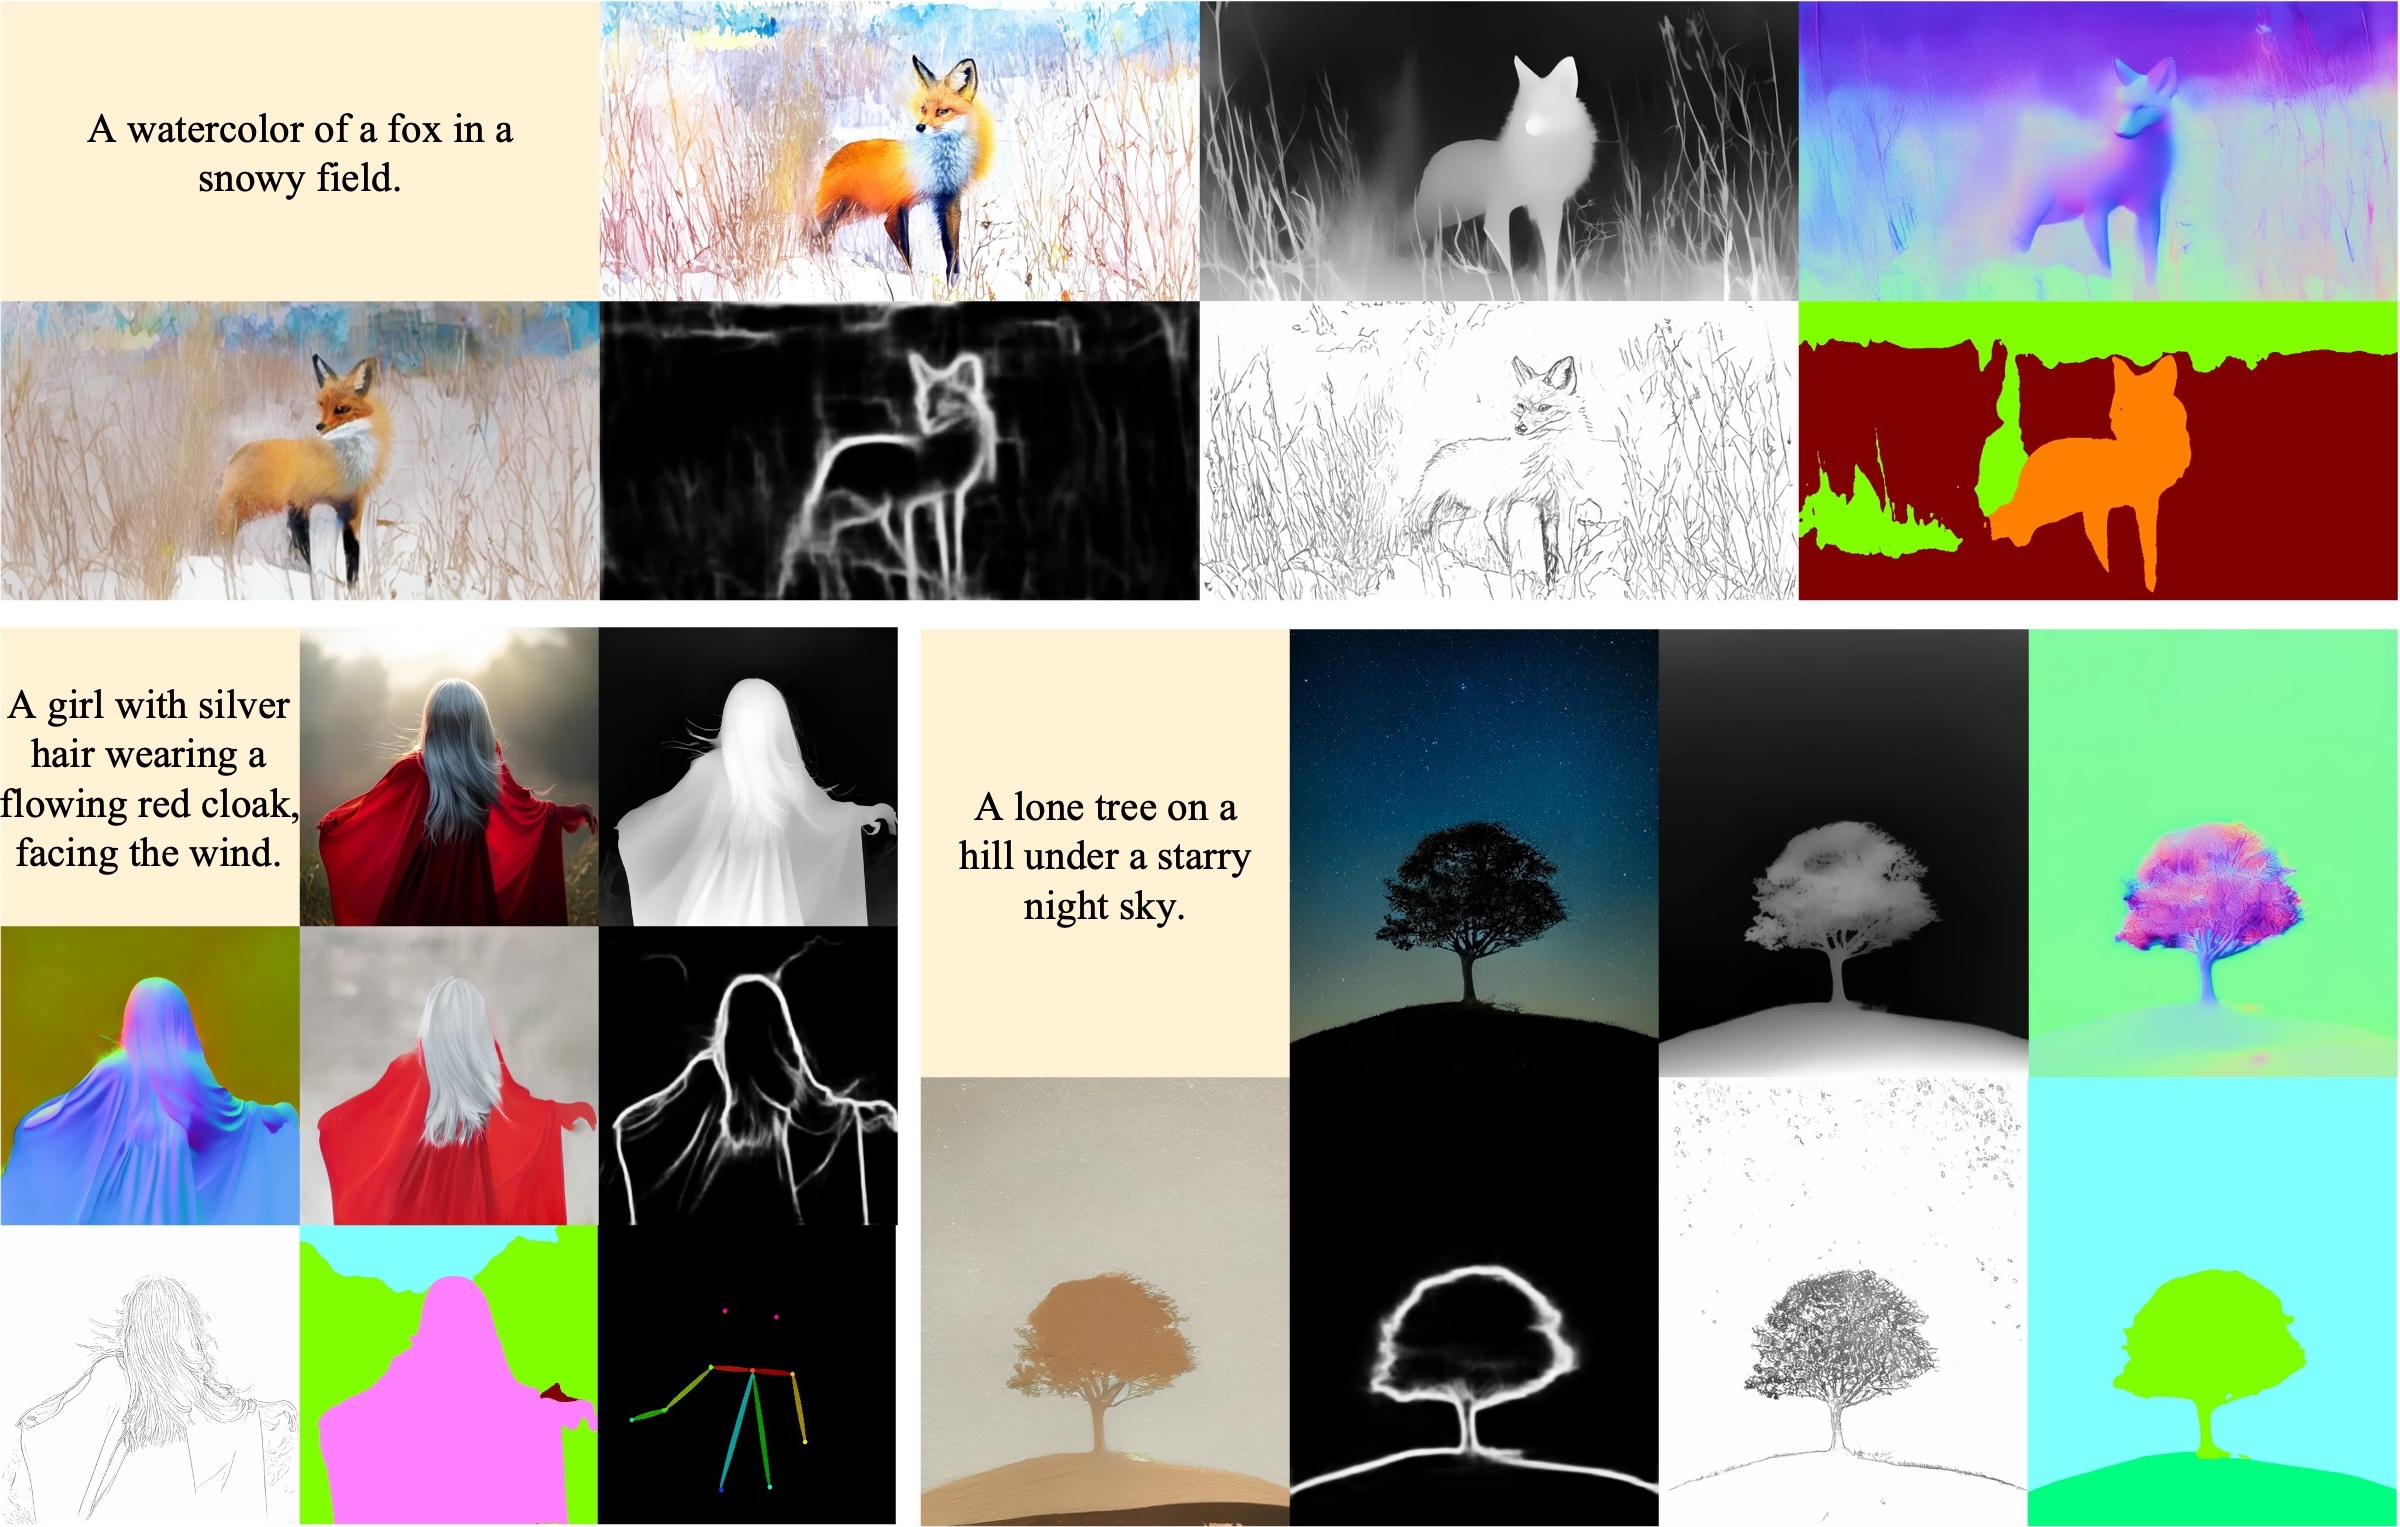 A watercolor of a fox in a
snowy field.
A girl with silver
hair wearing a
flowing red cloak,
facing the wind.
A lone tree on a
hill under a starry
night sky.